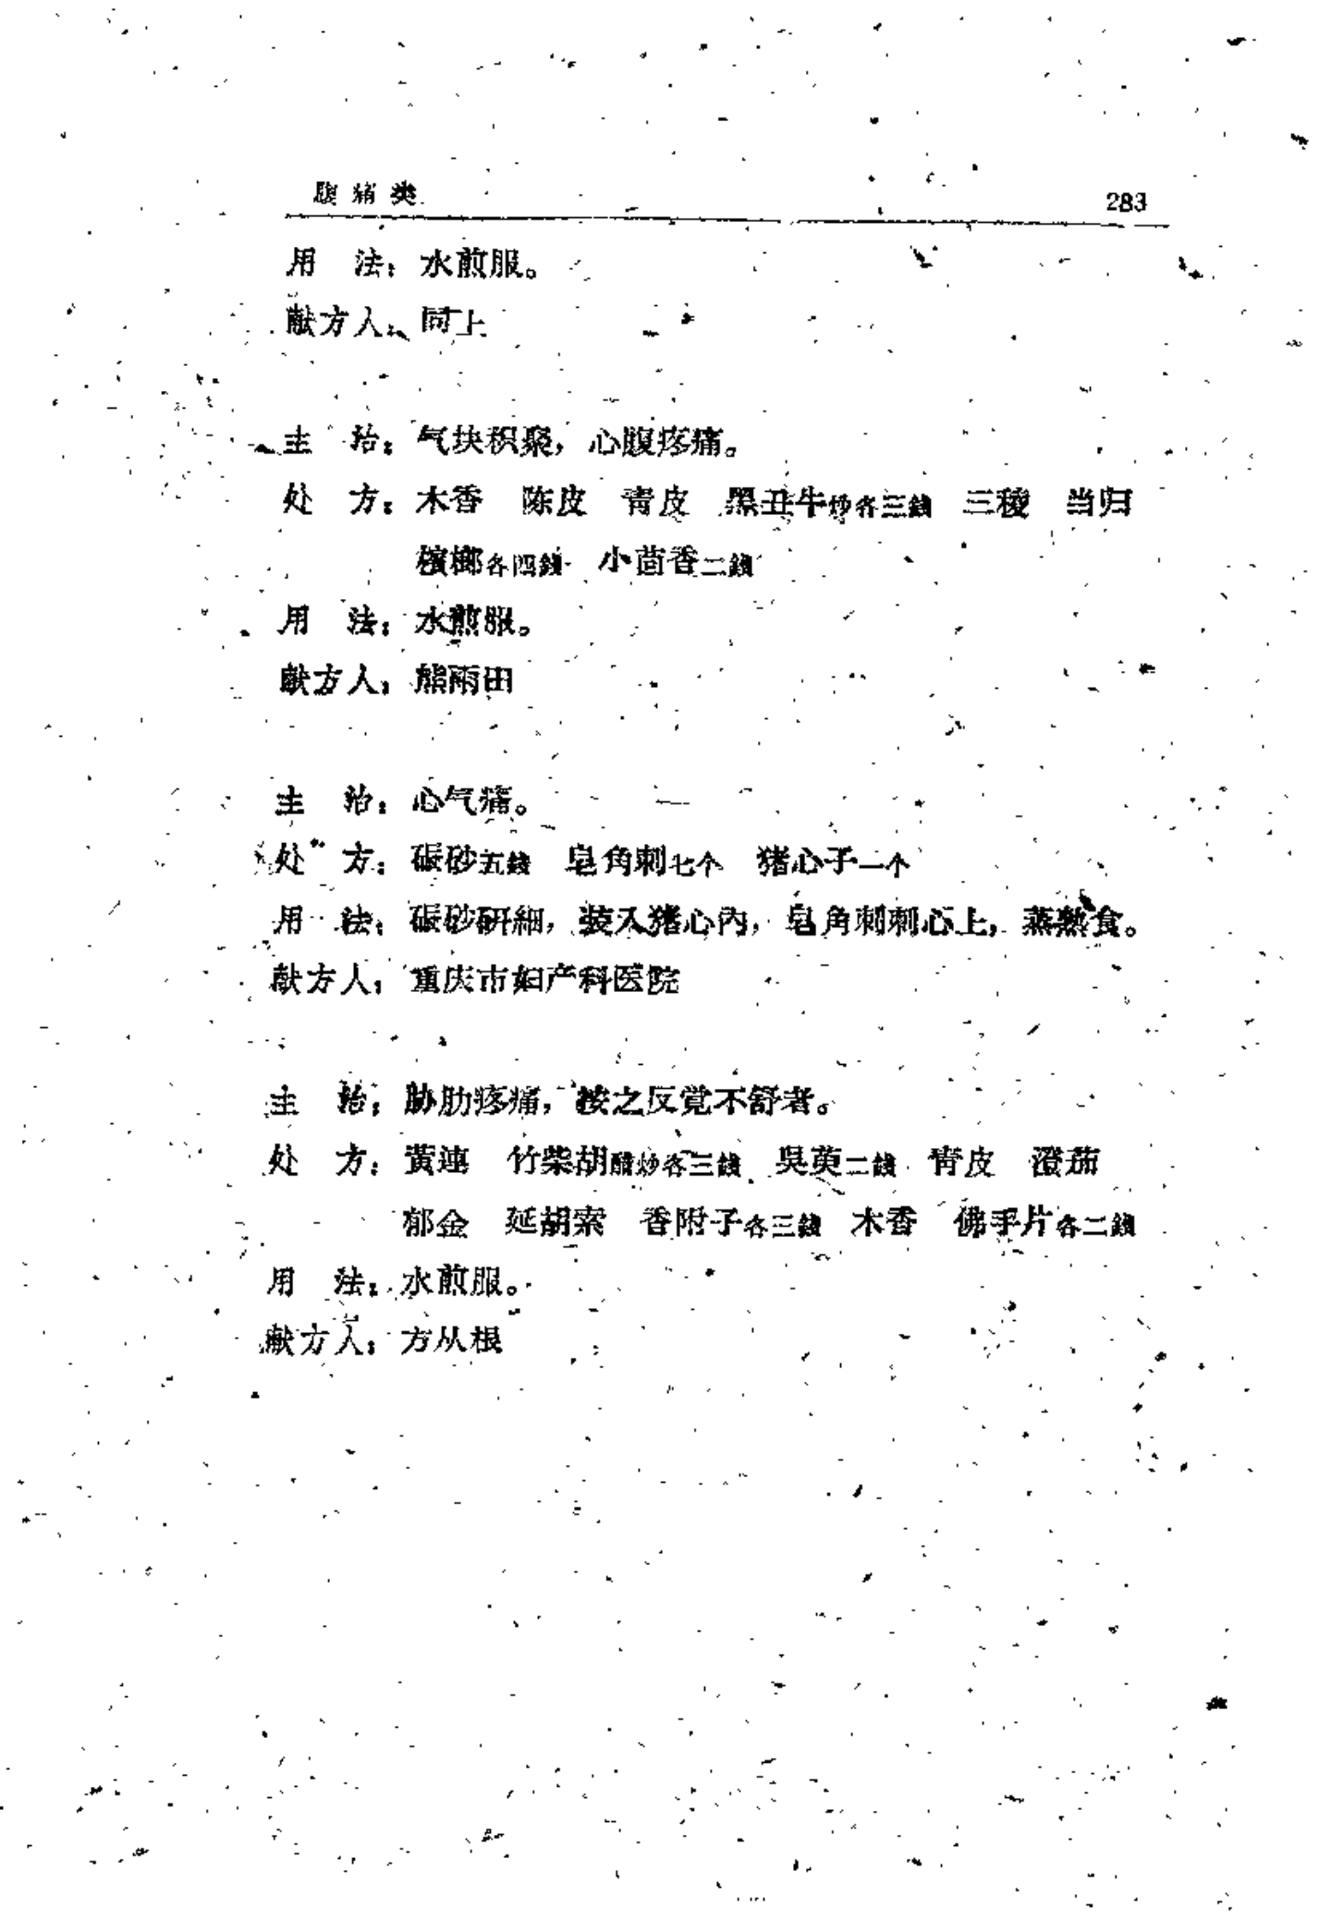 腹痛类 283
用 法：水煎服。
献方人：同上
主 治：气块积聚，心腹疼痛。
处 方：木香 陈皮 青皮 黑丑牛炒各三錢 三稜 当归
檳榔各四錢 小茴香二錢
用 法：水煎服。
献方人：熊雨田
主 治：心气痛。
处 方：碾砂五錢 皂角刺七个 猪心子一个
用 法：碾砂研細，装入猪心內，皂角刺刺心上，蒸熟食。
献方人：重庆市妇产科医院
主 治：胁肋疼痛，按之反觉不舒者。
处 方：黃連 竹柴胡醋炒各三錢 吳萸二錢 青皮 澄茄
郁金 延胡索 香附子各三錢 木香 佛手片各二錢
用 法：水煎服。
献方人：方从根